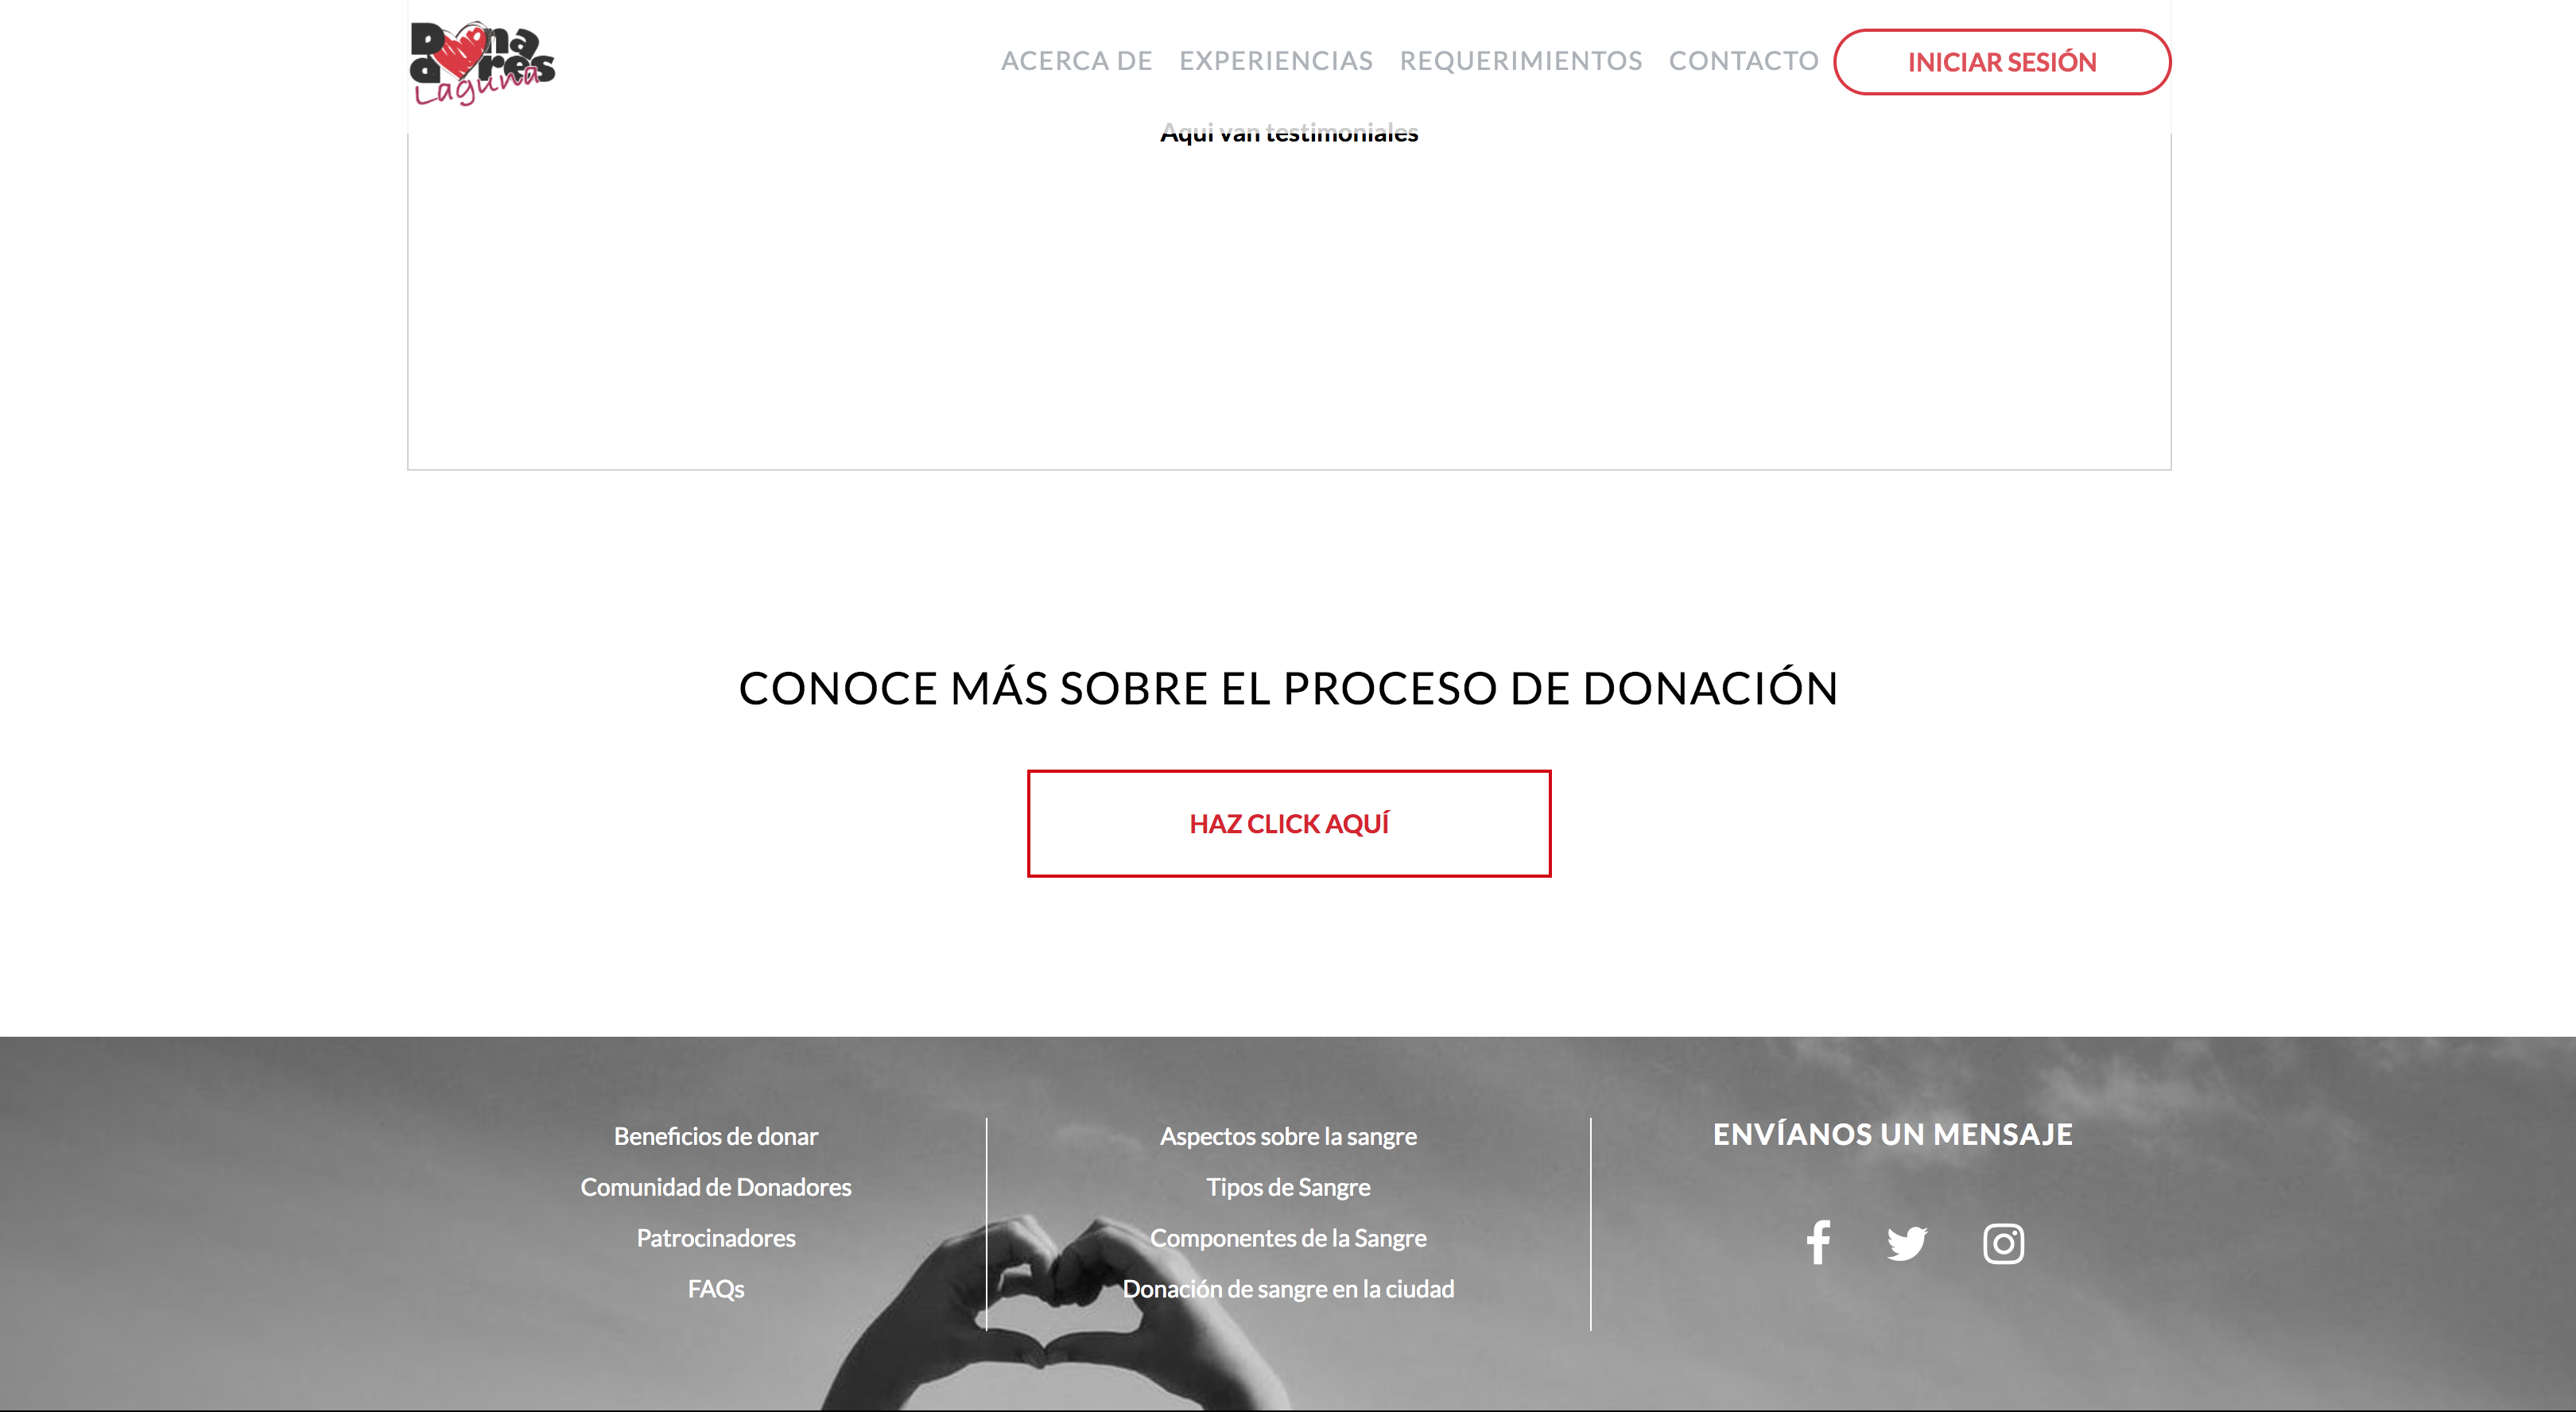 Dona
dores
Laguna
ACERCA DE EXPERIENCIAS REQUERIMIENTOS CONTACTO INICIAR SESIÓN
Aqui van testimoniales
CONOCE MÁS SOBRE EL PROCESO DE DONACIÓN
HAZ CLICK AQUÍ
Beneficios de donar
Comunidad de Donadores
Patrocinadores
FAQs
Aspectos sobre la sangre
Tipos de Sangre
Componentes de la Sangre
Donación de sangre en la ciudad
ENVÍANOS UN MENSAJE